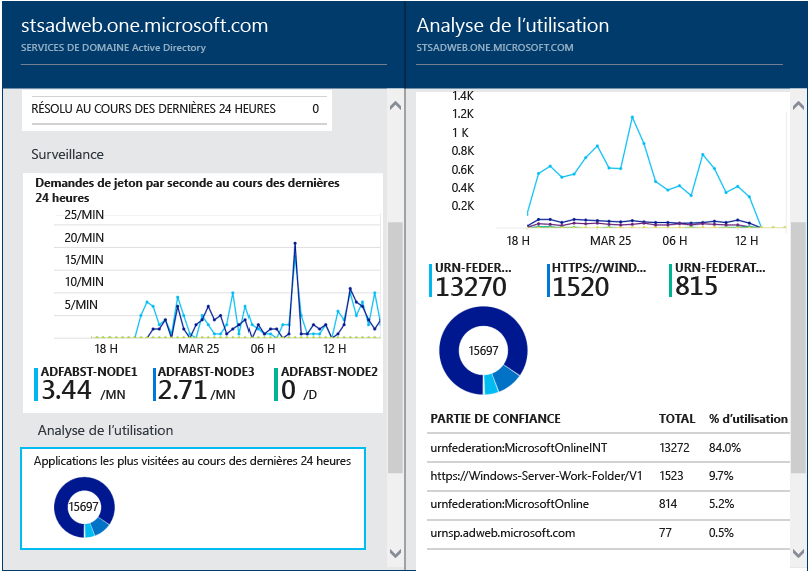 stsadweb.one.microsoft.com
SERVICES DE DOMAINE Active Directory
RÉSOLU AU COURS DES DERNIÈRES 24 HEURES 0
Surveillance
Demandes de jeton par seconde au cours des dernières
24 heures
25/MIN
20/MIN
15/MIN
10/MIN
5/MIN
18 H MAR 25 06 H 12 H
ADFABST-NODE1 ADFABST-NODE3 ADFABST-NODE2
3.44 /MN 2.71 /MN 0 /D
Analyse de l'utilisation
Applications les plus visitées au cours des dernières 24 heures
15697
Analyse de l'utilisation
STSADWEB.ONE.MICROSOFT.COM
1.4K
1.2K
1 K
0.8K
0.6K
0.4K
0.2K
18 H MAR 25 06 H 12 H
URN-FEDER... HTTPS://WIND... URN-FEDERAT...
13270 1520 815
15697
PARTIE DE CONFIANCE TOTAL % d'utilisation
urnfederation:MicrosoftOnlineINT 13272 84.0%
https://Windows-Server-Work-Folder/V1 1523 9.7%
urnfederation:MicrosoftOnline 814 5.2%
urnsp.adweb.microsoft.com 77 0.5%